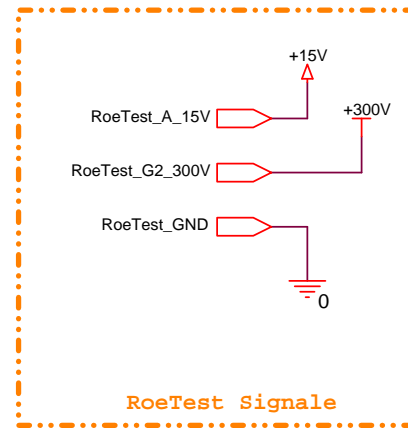 +15V
RoeTest_A_15V
+300V
RoeTest_G2_300V
RoeTest_GND
0
RoeTest Signale